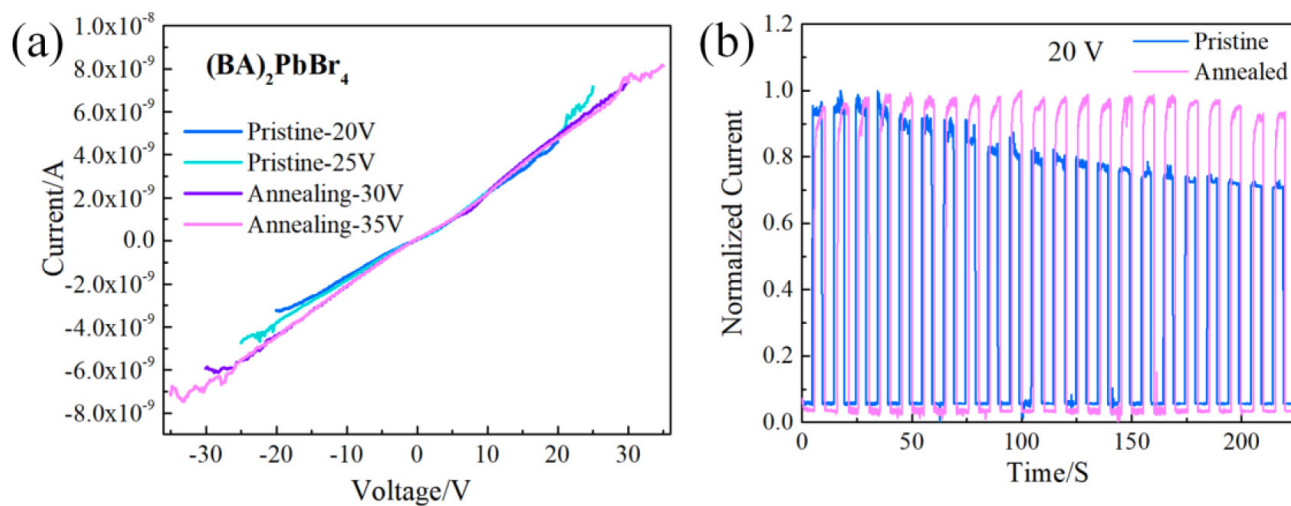 (a)
(BA)₂PbBr₄
Pristine-20V
Pristine-25V
Annealing-30V
Annealing-35V
Current/A
1.0x10⁻⁸
8.0x10⁻⁹
6.0x10⁻⁹
4.0x10⁻⁹
2.0x10⁻⁹
0.0
-2.0x10⁻⁹
-4.0x10⁻⁹
-6.0x10⁻⁹
-8.0x10⁻⁹
-30 -20 -10 0 10 20 30
Voltage/V
(b)
20 V
Pristine
Annealed
Normalized Current
1.2
1.0
0.8
0.6
0.4
0.2
0.0
0 50 100 150 200
Time/S